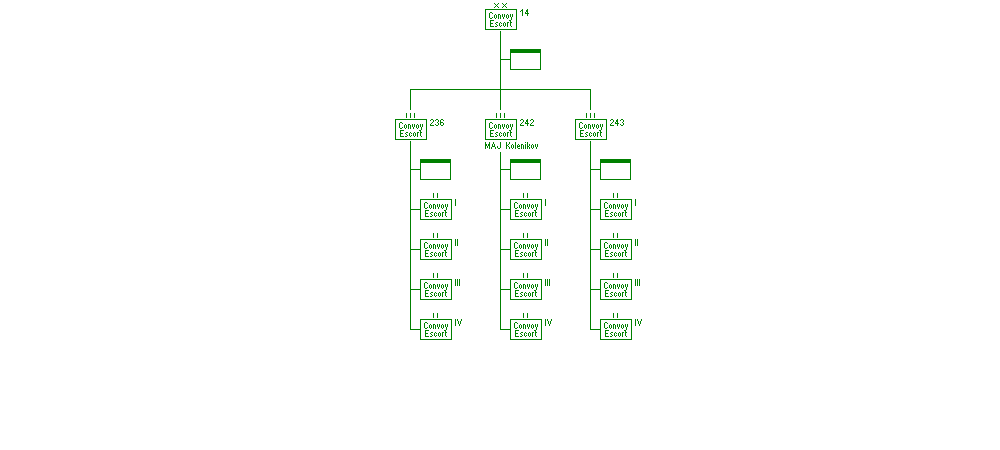 XX
Convoy 14
Escort
III III III
Convoy 236 Convoy 242 Convoy 243
Escort Escort Escort
MAJ Kolenikov
II II II
Convoy I Convoy I Convoy I
Escort Escort Escort
II II II
Convoy II Convoy II Convoy II
Escort Escort Escort
II II II
Convoy III Convoy III Convoy III
Escort Escort Escort
II II II
Convoy IV Convoy IV Convoy IV
Escort Escort Escort